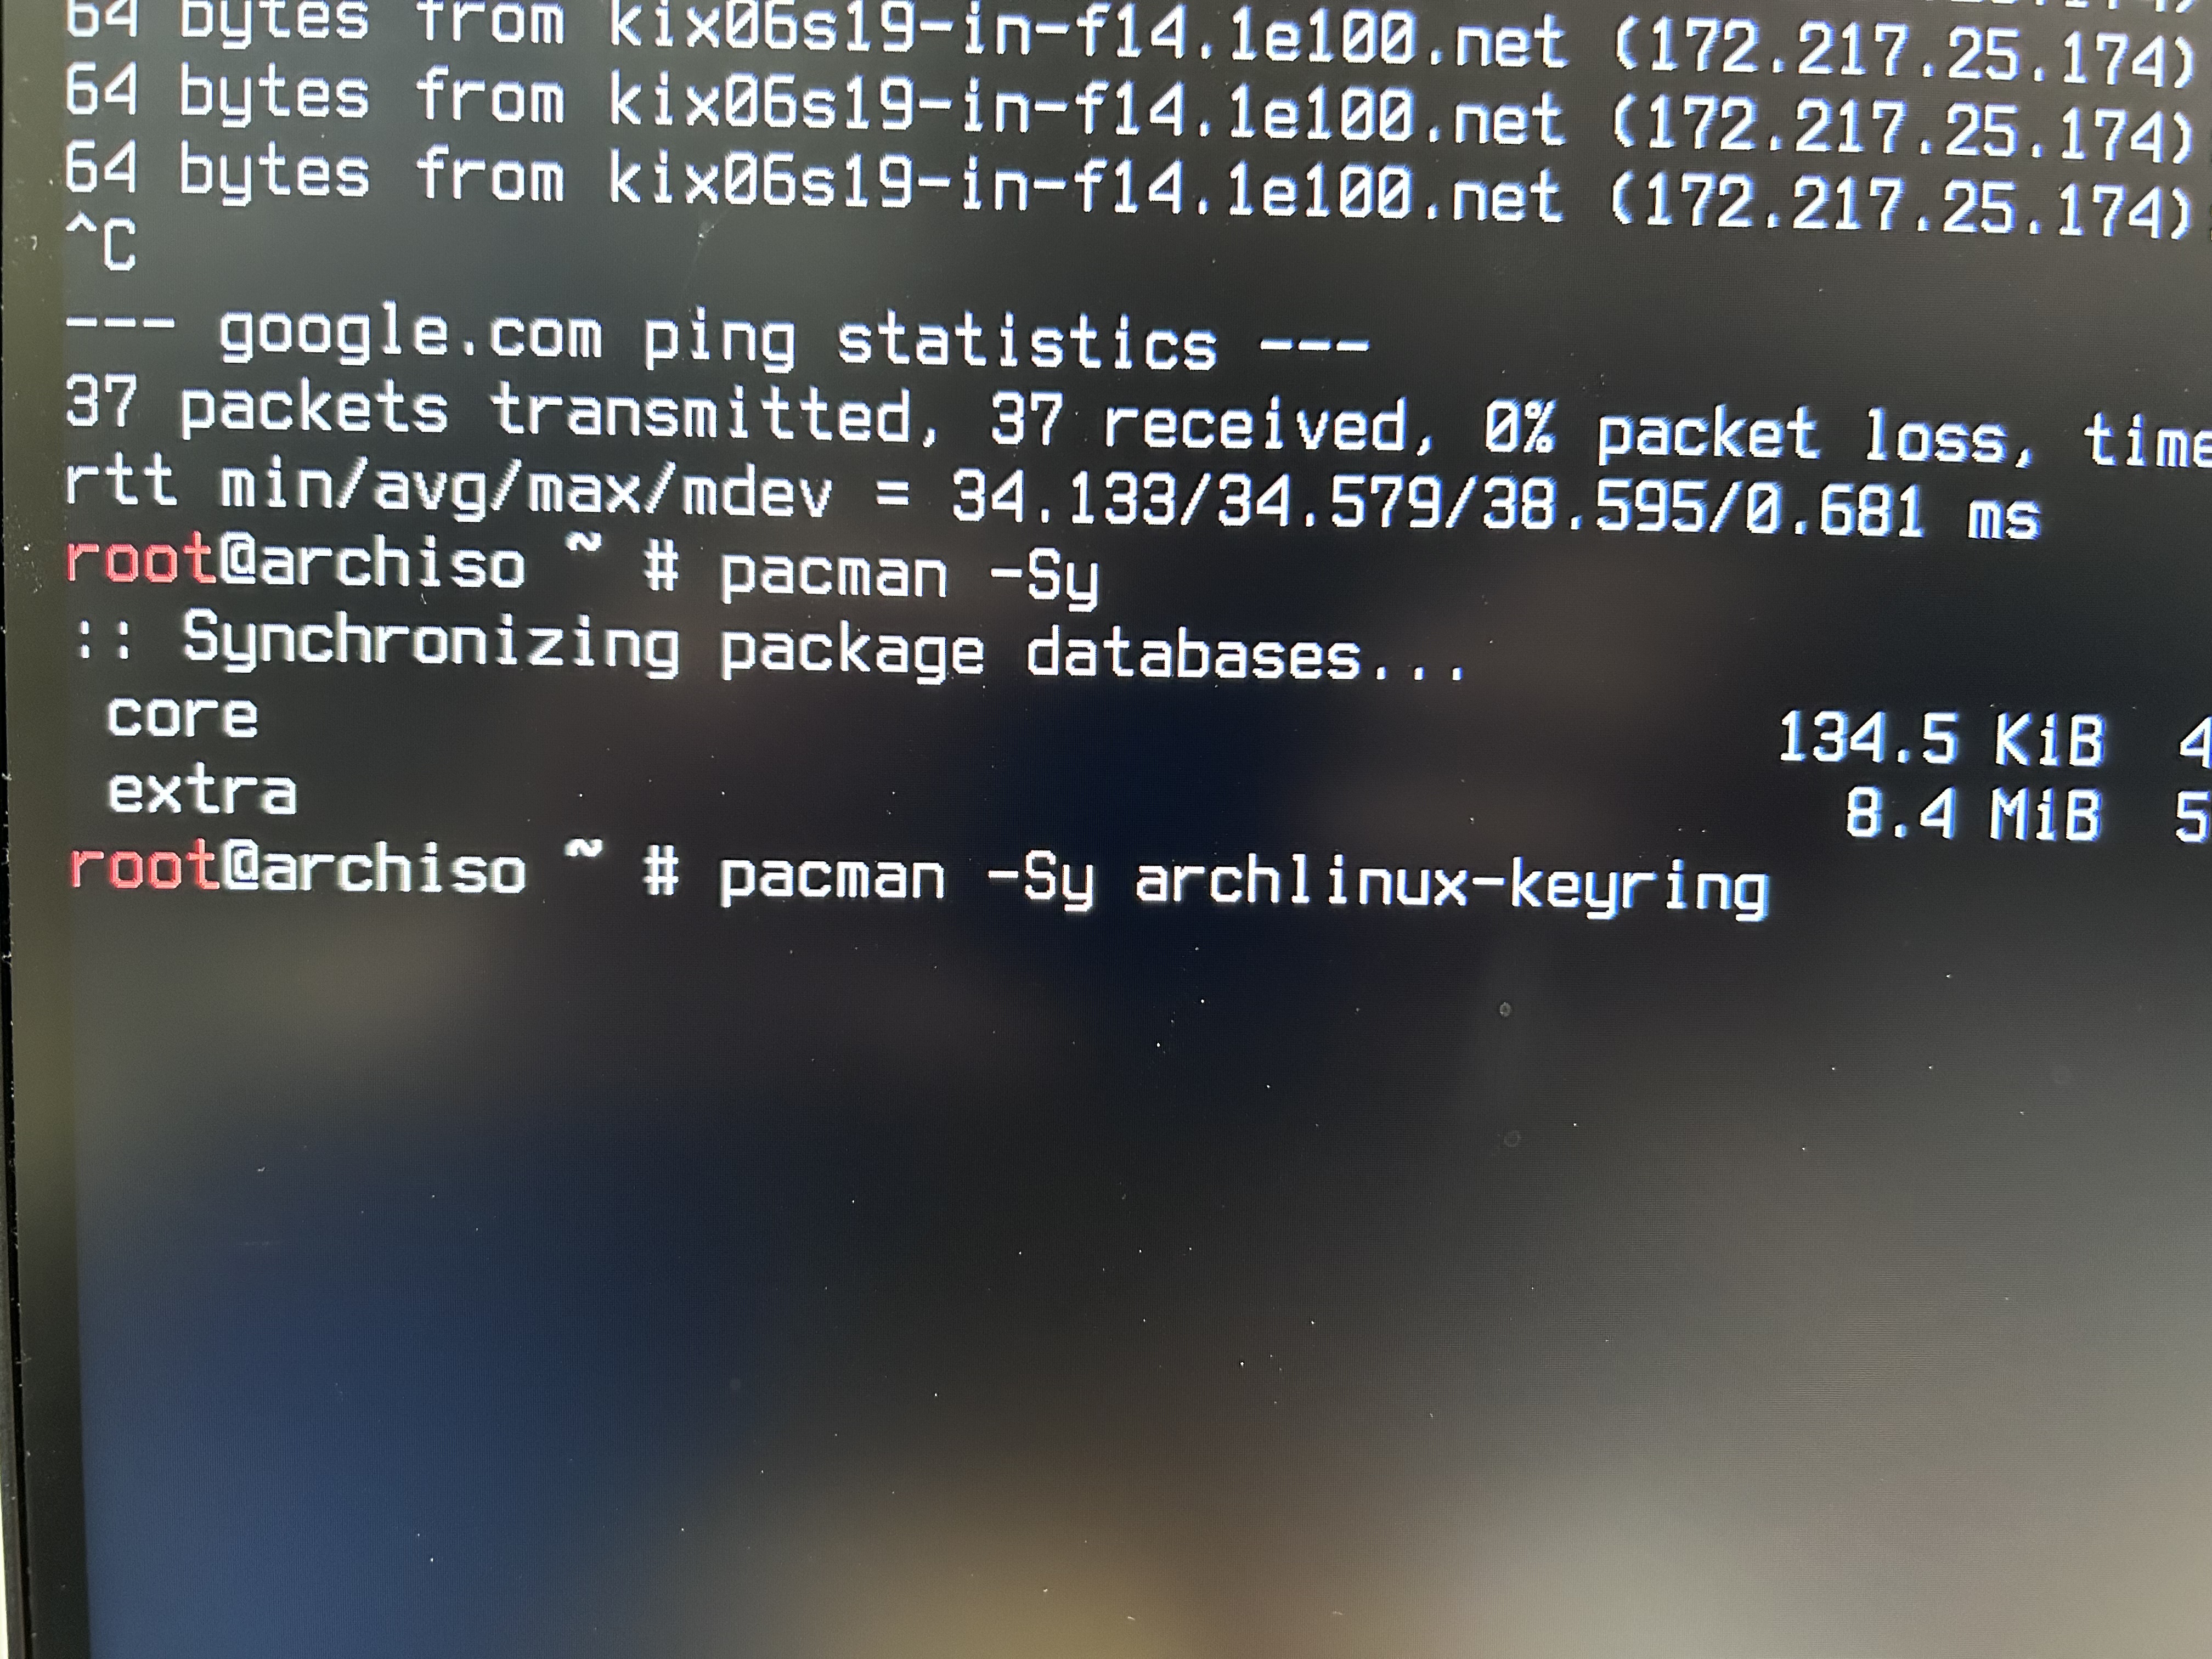 64 bytes from kix06s19-in-f14.1e100.net (172.217.25.174)
64 bytes from kix06s19-in-f14.1e100.net (172.217.25.174)
64 bytes from kix06s19-in-f14.1e100.net (172.217.25.174)
^C
--- google.com ping statistics ---
37 packets transmitted, 37 received, 0% packet loss, time
rtt min/avg/max/mdev = 34.133/34.579/38.595/0.681 ms
root@archiso ~ # pacman -Sy
:: Synchronizing package databases...
core 134.5 KiB 4
extra 8.4 MiB 5
root@archiso ~ # pacman -Sy archlinux-keyring